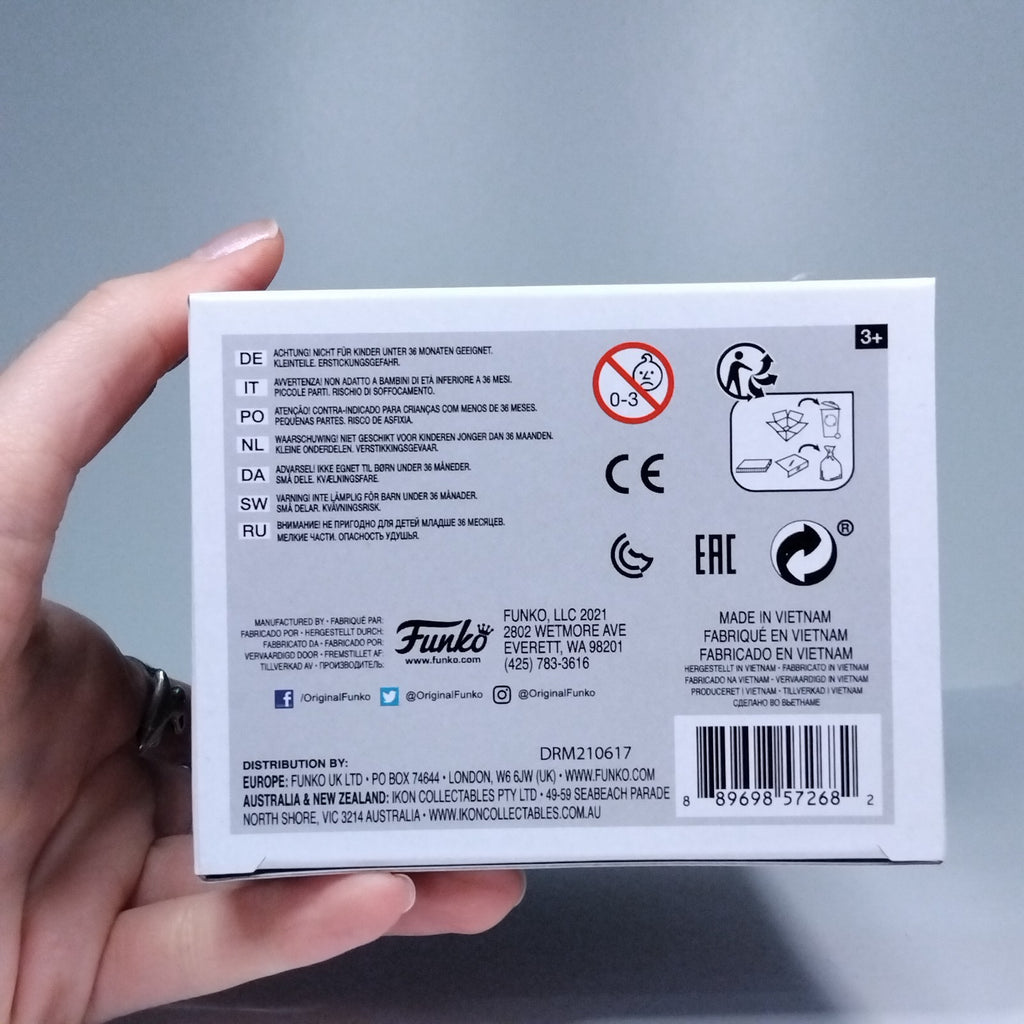 3+
DE ACHTUNG! NICHT FÜR KINDER UNTER 36 MONATEN GEEIGNET.
KLEINTEILE. ERSTICKUNGSGEFAHR.
IT AVVERTENZA! NON ADATTO A BAMBINI DI ETÀ INFERIORE A 36 MESI.
PICCOLE PARTI. RISCHIO DI SOFFOCAMENTO.
PO ATENÇÃO! CONTRA-INDICADO PARA CRIANÇAS COM MENOS DE 36 MESES.
PEQUENAS PARTES. RISCO DE ASFIXIA.
NL WAARSCHUWING! NIET GESCHIKT VOOR KINDEREN JONGER DAN 36 MAANDEN.
KLEINE ONDERDELEN. VERSTIKKINGSGEVAAR.
DA ADVARSEL! IKKE EGNET TIL BØRN UNDER 36 MÅNEDER.
SMÅ DELE. KVÆLNINGSFARE.
SW VARNING! INTE LÄMPLIG FÖR BARN UNDER 36 MÅNADER.
SMÅ DELAR. KVÄVNINGSRISK.
RU ВНИМАНИЕ! НЕ ПРИГОДНО ДЛЯ ДЕТЕЙ МЛАДШЕ 36 МЕСЯЦЕВ.
МЕЛКИЕ ЧАСТИ. ОПАСНОСТЬ УДУШЬЯ.
0-3
CE
EAC
®
MANUFACTURED BY • FABRIQUÉ PAR:
FABRICADO POR • HERGESTELLT DURCH:
FABBRICATO DA • FABRICADO POR:
VERVAARDIGD DOOR • FREMSTILLET AF:
TILLVERKAD AV • ПРОИЗВОДИТЕЛЬ:
Funko
www.funko.com
FUNKO, LLC 2021
2802 WETMORE AVE
EVERETT, WA 98201
(425) 783-3616
/OriginalFunko @OriginalFunko @OriginalFunko
MADE IN VIETNAM
FABRIQUÉ EN VIETNAM
FABRICADO EN VIETNAM
HERGESTELLT IN VIETNAM • FABBRICATO IN VIETNAM
FABRICADO NA VIETNAM • VERVAARDIGD IN VIETNAM
PRODUCERET I VIETNAM • TILLVERKAD I VIETNAM
СДЕЛАНО ВО ВЬЕТНАМЕ
DRM210617
DISTRIBUTION BY:
EUROPE: FUNKO UK LTD • PO BOX 74644 • LONDON, W6 6JW (UK) • WWW.FUNKO.COM
AUSTRALIA & NEW ZEALAND: IKON COLLECTABLES PTY LTD • 49-59 SEABEACH PARADE
NORTH SHORE, VIC 3214 AUSTRALIA • WWW.IKONCOLLECTABLES.COM.AU
8 89698 57268 2